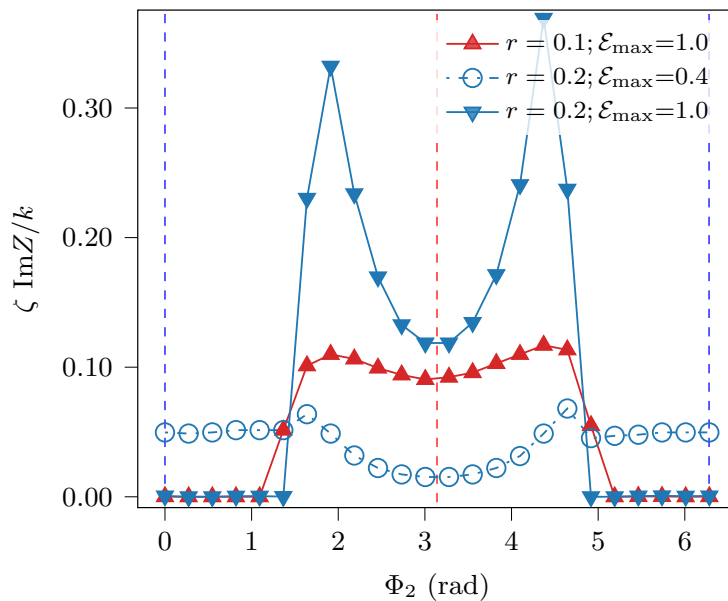 r = 0.1; ℰmax=1.0
r = 0.2; ℰmax=0.4
r = 0.2; ℰmax=1.0
0.30
0.20
0.10
0.00
ζ ImZ/k
0 1 2 3 4 5 6
Φ2 (rad)